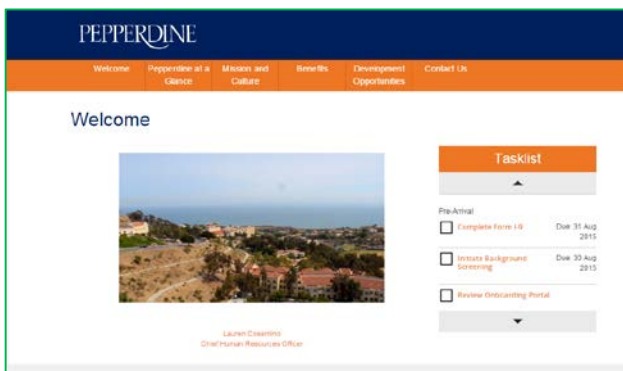 PEPPERDINE
Welcome
Pepperdine at a
Glance
Mission and
Culture
Benefits
Development
Opportunities
Contact Us
Welcome
Tasklist
Pre-Arrival
Complete Form I-9
Due 31 Aug
2015
Initiate Background
Screening
Due 30 Aug
2015
Review Onboarding Portal
Lauren
Chief Human Resources Officer